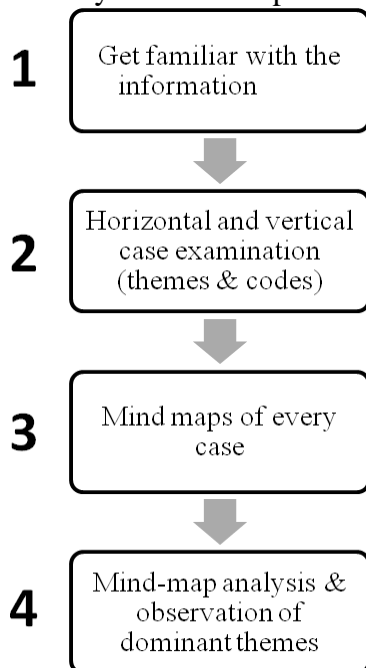 1
Get familiar with the
information
2
Horizontal and vertical
case examination
(themes & codes)
3
Mind maps of every
case
4
Mind-map analysis &
observation of
dominant themes